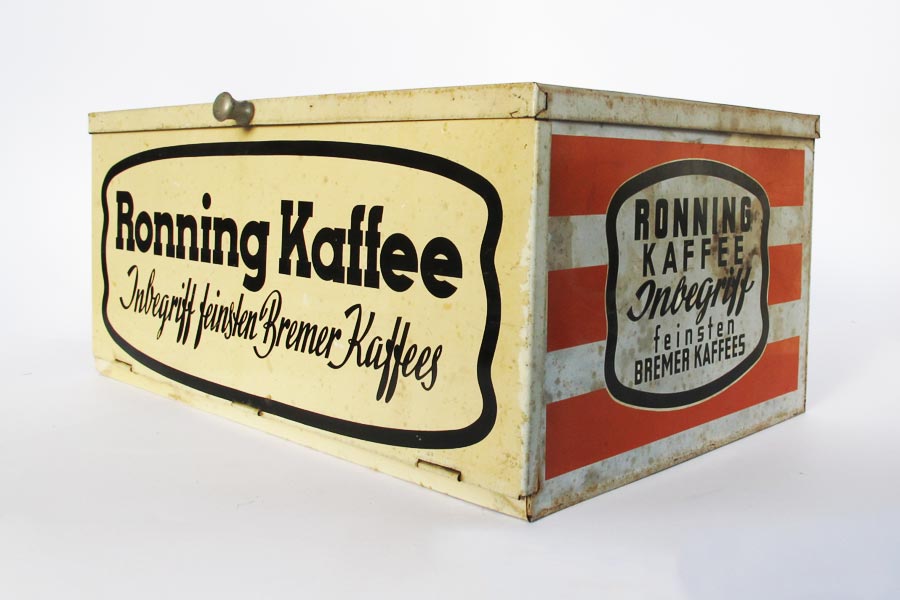 Ronning Kaffee
Inbegriff feinsten Bremer Kaffees
RONNING
KAFFEE
Inbegriff
feinsten
BREMER KAFFEES